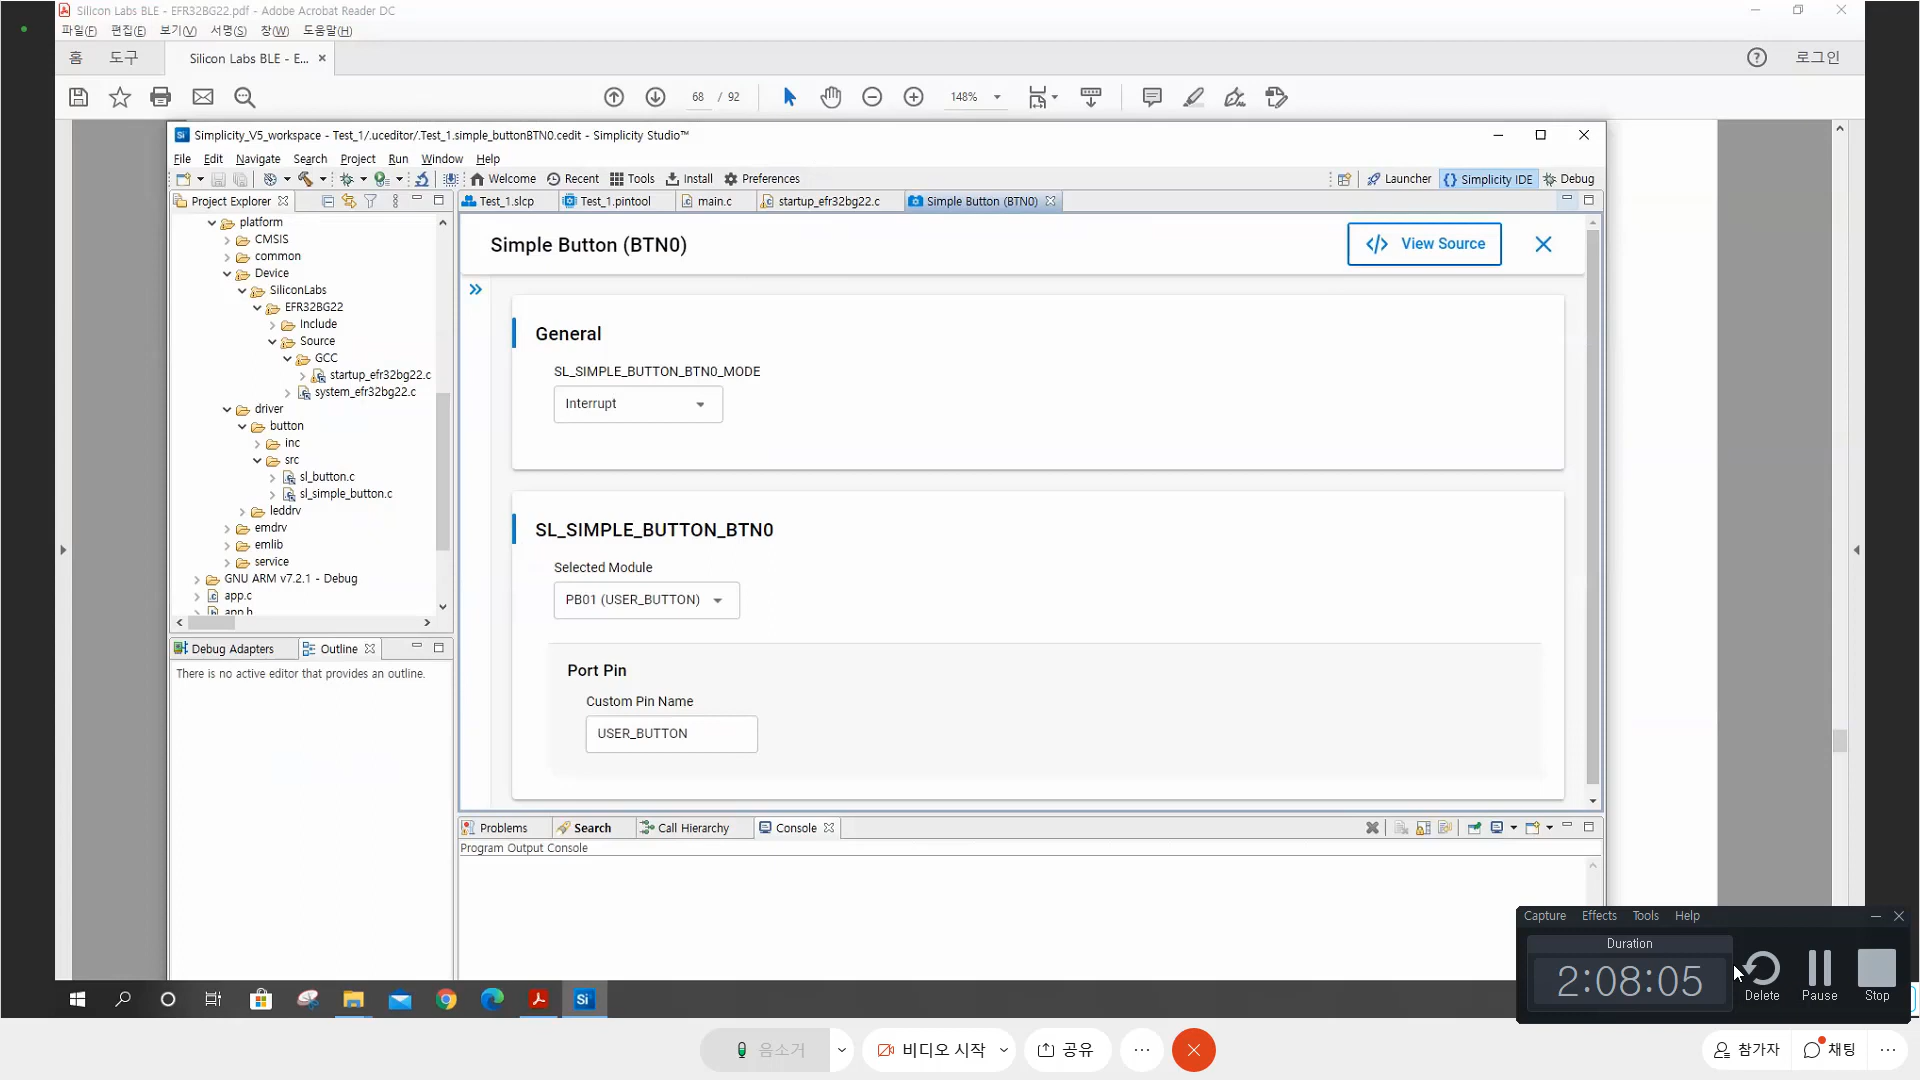 Silicon Labs BLE - EFR32BG22.pdf - Adobe Acrobat Reader DC
파일(F) 편집(E) 보기(V) 서명(S) 창(W) 도움말(H)
홈 도구 Silicon Labs BLE - E... × 로그인
68 / 92 148%
Simplicity_V5_workspace - Test_1/.uceditor/.Test_1.simple_buttonBTN0.cedit - Simplicity Studio™
File Edit Navigate Search Project Run Window Help
Welcome Recent Tools Install Preferences Launcher Simplicity IDE Debug
Project Explorer Test_1.slcp Test_1.pintool main.c startup_efr32bg22.c Simple Button (BTN0)
platform
CMSIS
common
Device
SiliconLabs
EFR32BG22
Include
Source
GCC
startup_efr32bg22.c
system_efr32bg22.c
driver
button
inc
src
sl_button.c
sl_simple_button.c
leddrv
emdrv
emlib
service
GNU ARM v7.2.1 - Debug
app.c
app.h
Simple Button (BTN0)
View Source
General
SL_SIMPLE_BUTTON_BTN0_MODE
Interrupt
SL_SIMPLE_BUTTON_BTN0
Selected Module
PB01 (USER_BUTTON)
Port Pin
Custom Pin Name
USER_BUTTON
Debug Adapters Outline
There is no active editor that provides an outline.
Problems Search Call Hierarchy Console
Program Output Console
Capture Effects Tools Help
Duration
2:08:05
Delete Pause Stop
음소거 비디오 시작 공유 참가자 채팅